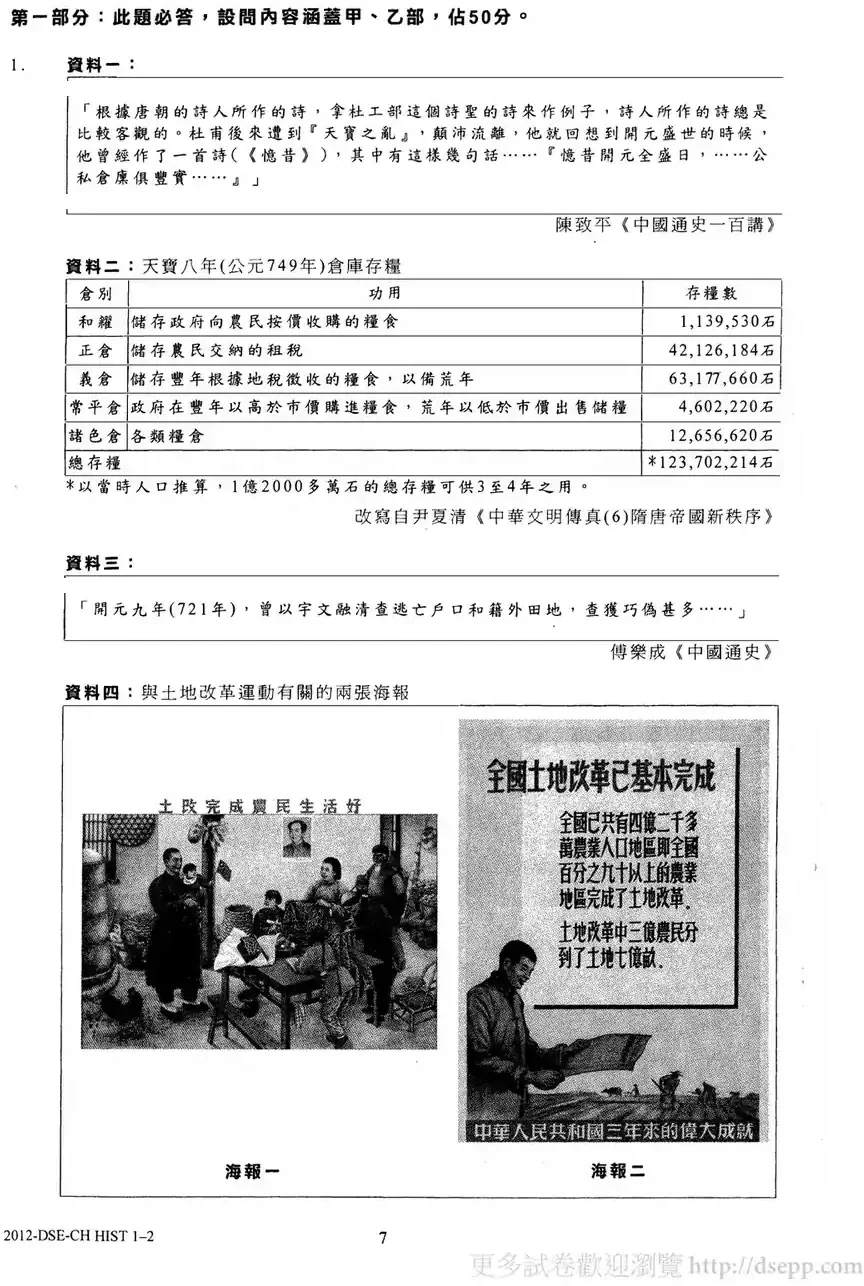 第一部分：此題必答，設問內容涵蓋甲、乙部，佔50分。
1. 資料一：
「根據唐朝的詩人所作的詩，拿杜工部這個詩聖的詩來作例子，詩人所作的詩總是
比較客觀的。杜甫後來遭到『天寶之亂』，顛沛流離，他就回想到開元盛世的時候，
他曾經作了一首詩(《憶昔》)，其中有這樣幾句話……『憶昔開元全盛日，……公
私倉廩俱豐實……』」
陳致平《中國通史一百講》
資料二：天寶八年(公元749年)倉庫存糧
倉別 功用 存糧數
和糴 儲存政府向農民按價收購的糧食 1,139,530石
正倉 儲存農民交納的租稅 42,126,184石
義倉 儲存豐年根據地稅徵收的糧食，以備荒年 63,177,660石
常平倉 政府在豐年以高於市價購進糧食，荒年以低於市價出售儲糧 4,602,220石
諸色倉 各類糧倉 12,656,620石
總存糧 *123,702,214石
*以當時人口推算，1億2000多萬石的總存糧可供3至4年之用。
改寫自尹夏清《中華文明傳真(6)隋唐帝國新秩序》
資料三：
「開元九年(721年)，曾以宇文融清查逃亡戶口和籍外田地，查獲巧偽甚多……」
傅樂成《中國通史》
資料四：與土地改革運動有關的兩張海報
土改完成農民生活好
全國土地改革已基本完成
全國已共有四億二千多
萬農業人口地區即全國
百分之九十以上的農業
地區完成了土地改革.
土地改革中三億農民分
到了土地七億畝.
中華人民共和國三年來的偉大成就
海報一 海報二
2012-DSE-CH HIST 1–2 7
更多試卷歡迎瀏覽 http://dsepp.com